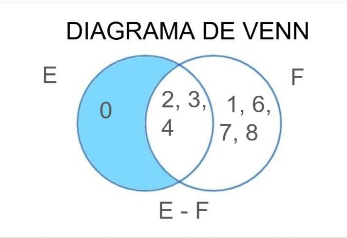 DIAGRAMA DE VENN
E
F
0
2, 3,
4
1, 6,
7, 8
E - F